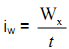 i_w = W_x / t